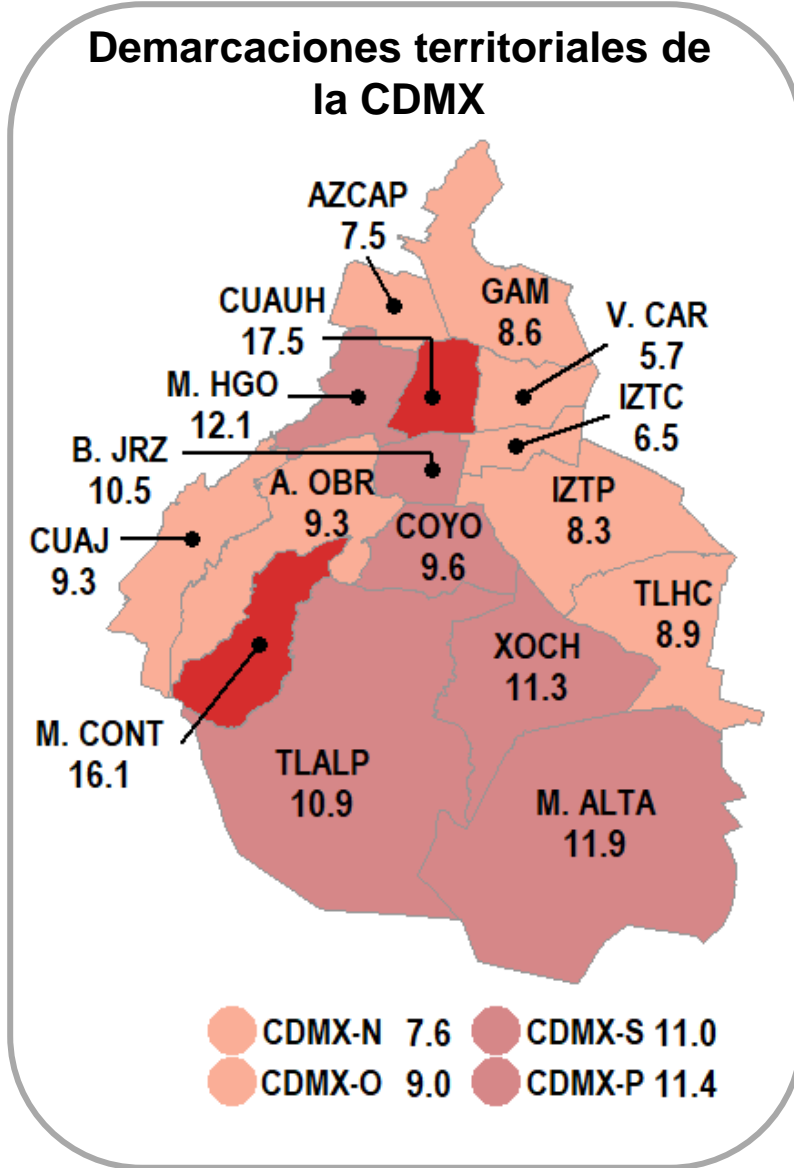 Demarcaciones territoriales de
la CDMX
AZCAP
7.5
GAM
8.6
CUAUH
17.5
V. CAR
5.7
M. HGO
12.1
IZTC
6.5
B. JRZ
10.5
A. OBR
9.3
IZTP
8.3
CUAJ
9.3
COYO
9.6
TLHC
8.9
XOCH
11.3
M. CONT
16.1
TLALP
10.9
M. ALTA
11.9
CDMX-N 7.6
CDMX-S 11.0
CDMX-O 9.0
CDMX-P 11.4